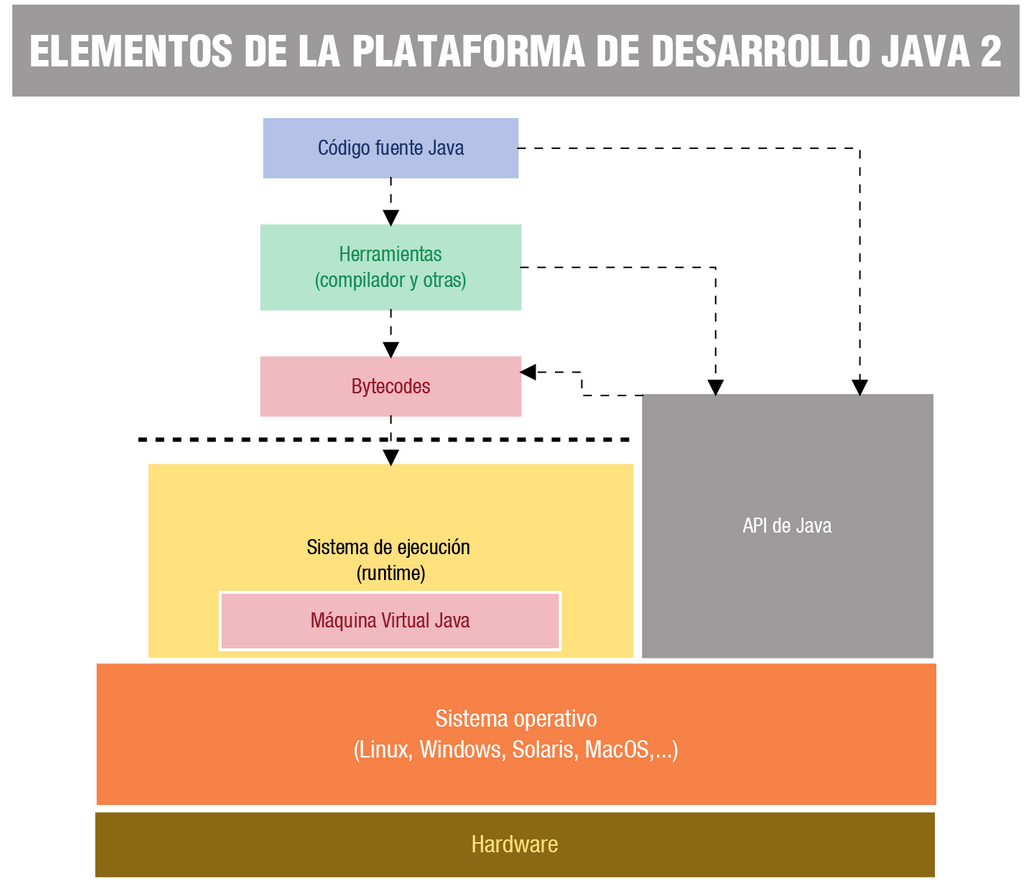 ELEMENTOS DE LA PLATAFORMA DE DESARROLLO JAVA 2
Código fuente Java
Herramientas
(compilador y otras)
Bytecodes
API de Java
Sistema de ejecución
(runtime)
Máquina Virtual Java
Sistema operativo
(Linux, Windows, Solaris, MacOS,...)
Hardware